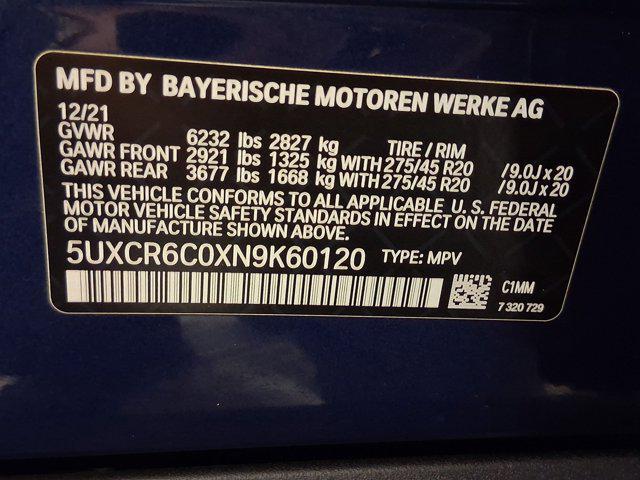 MFD BY BAYERISCHE MOTOREN WERKE AG
12/21
GVWR 6232 lbs 2827 kg TIRE / RIM
GAWR FRONT 2921 lbs 1325 kg WITH 275/45 R20 /9.0J x 20
GAWR REAR 3677 lbs 1668 kg WITH 275/45 R20 /9.0J x 20
THIS VEHICLE CONFORMS TO ALL APPLICABLE U. S. FEDERAL
MOTOR VEHICLE SAFETY STANDARDS IN EFFECT ON THE DATE
OF MANUFACTURE SHOWN ABOVE.
5UXCR6C0XN9K60120 TYPE: MPV
C1MM
7 320 729